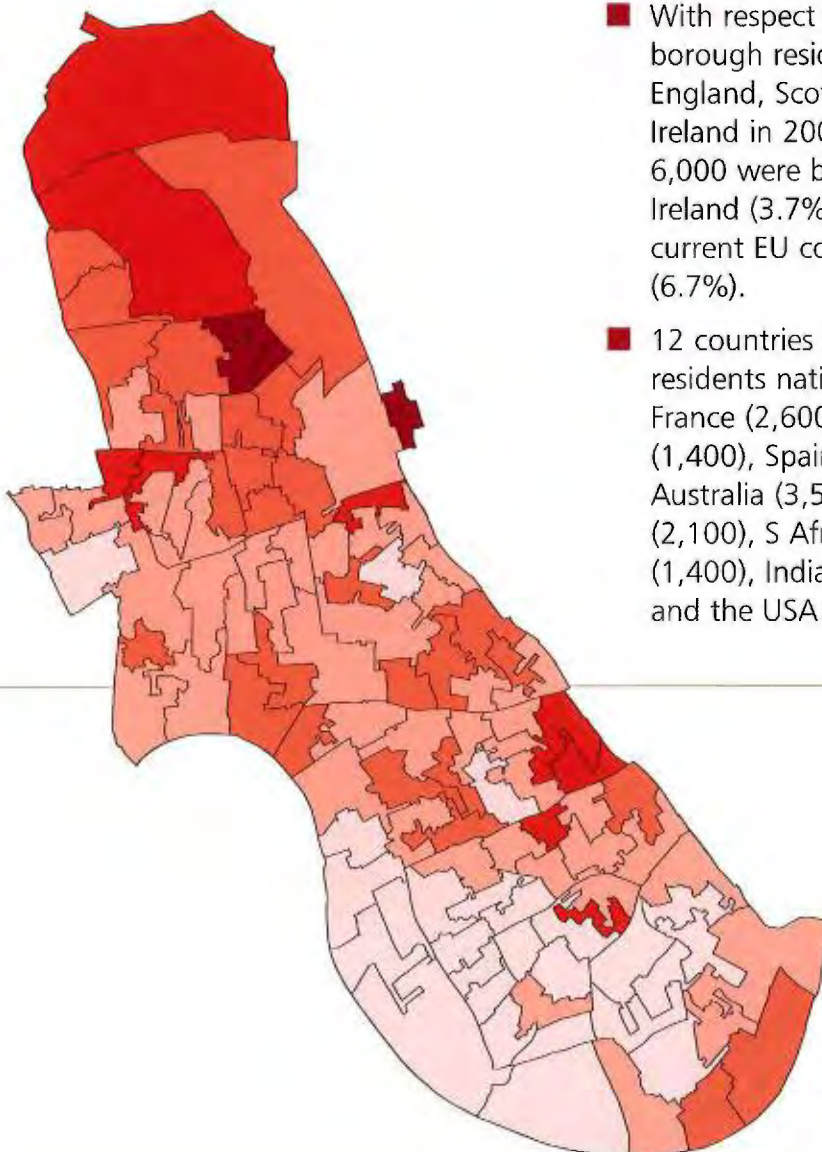 With respect
borough resid
England, Scot
Ireland in 200
6,000 were b
Ireland (3.7%
current EU co
(6.7%).
12 countries
residents nati
France (2,600
(1,400), Spain
Australia (3,5
(2,100), S Afr
(1,400), India
and the USA